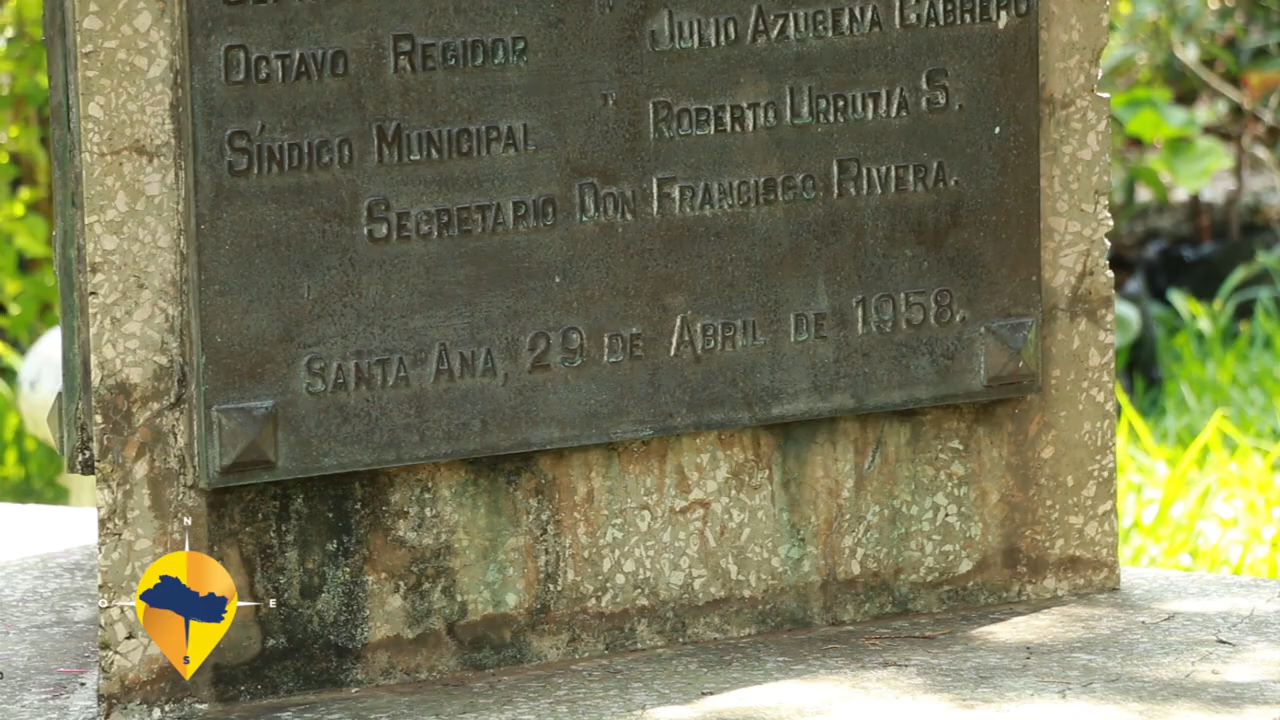 Octavo Regidor " Julio Azucena Cabrero
Síndico Municipal " Roberto Urrutia S.
Secretario Don Francisco Rivera.
Santa Ana, 29 de Abril de 1958.
N
O E
S